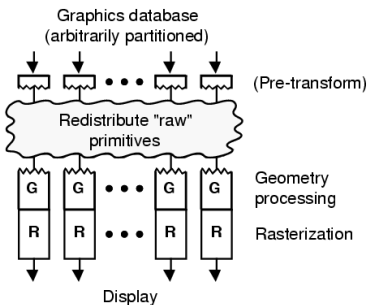 Graphics database
(arbitrarily partitioned)
(Pre-transform)
Redistribute "raw"
primitives
G G G G
Geometry
processing
R R R R
Rasterization
Display